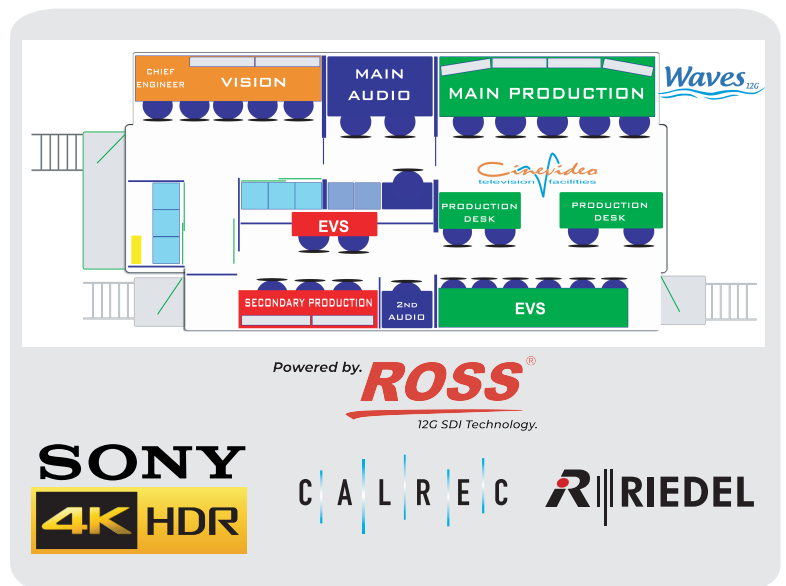 CHIEF
ENGINEER
VISION
MAIN
AUDIO
MAIN PRODUCTION
Waves 12G
Cinevideo
television facilities
EVS
PRODUCTION
DESK
PRODUCTION
DESK
SECONDARY PRODUCTION
2ND
AUDIO
EVS
Powered by.
ROSS®
12G SDI Technology.
SONY
4K HDR
CALREC
RIEDEL